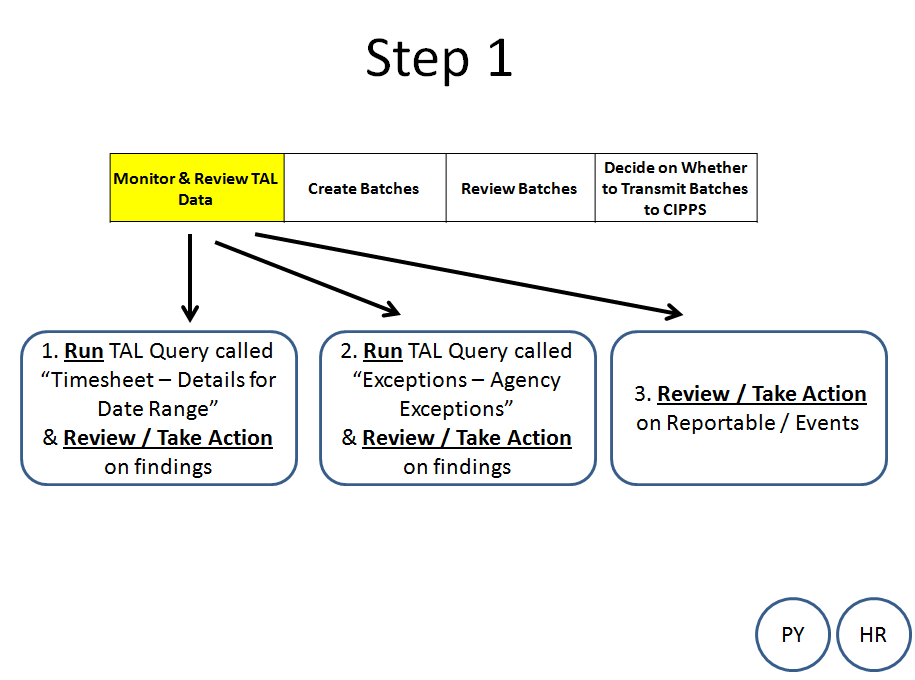 Step 1
Monitor & Review TAL
Data
Create Batches
Review Batches
Decide on Whether
to Transmit Batches
to CIPPS
1. Run TAL Query called
“Timesheet – Details for
Date Range”
& Review / Take Action
on findings
2. Run TAL Query called
“Exceptions – Agency
Exceptions”
& Review / Take Action
on findings
3. Review / Take Action
on Reportable / Events
PY
HR